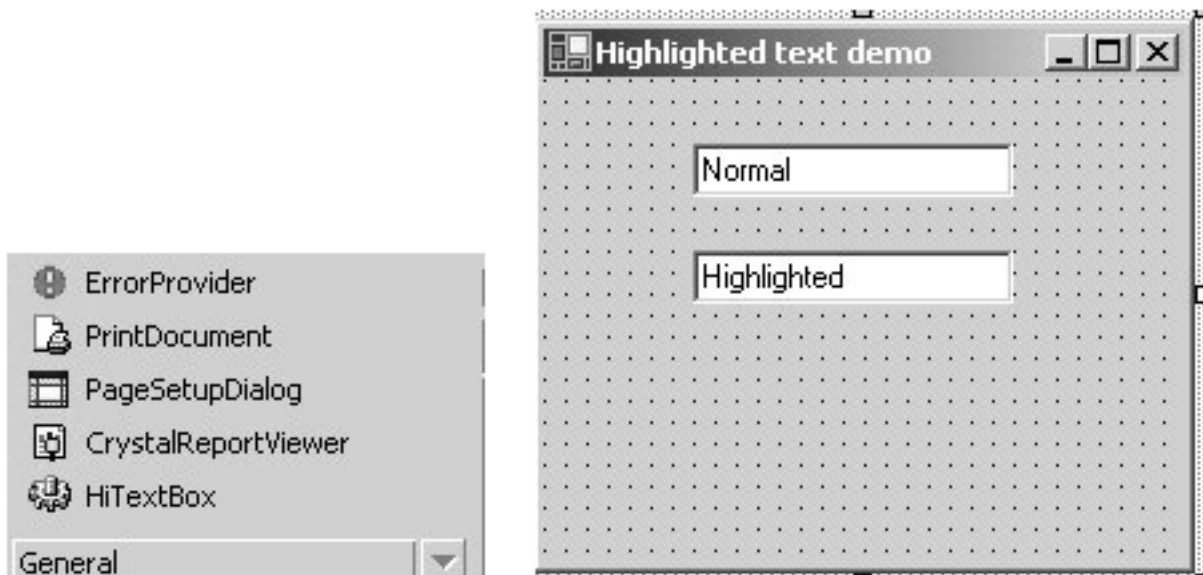 ErrorProvider
PrintDocument
PageSetupDialog
CrystalReportViewer
HiTextBox
General
Highlighted text demo
Normal
Highlighted